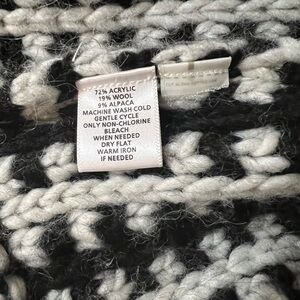 72% ACRYLIC
19% WOOL
9% ALPACA
MACHINE WASH COLD
GENTLE CYCLE
ONLY NON-CHLORINE
BLEACH
WHEN NEEDED
DRY FLAT
WARM IRON
IF NEEDED